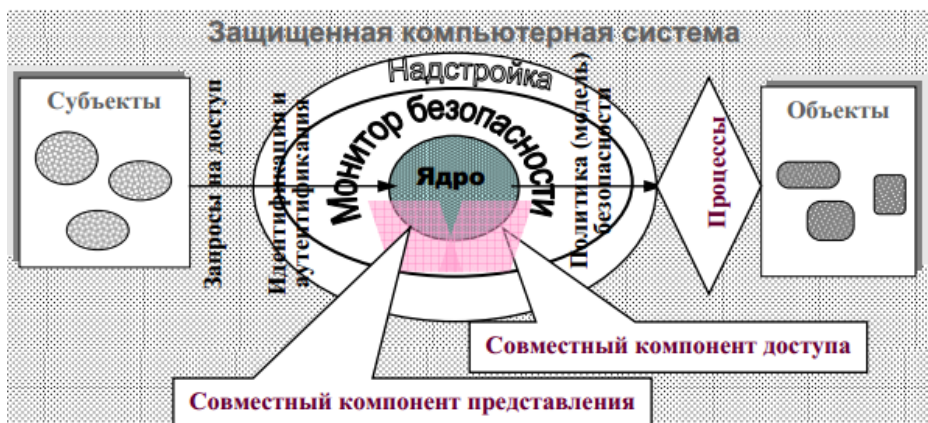 Защищенная компьютерная система
Субъекты
Запросы на доступ
Идентификация и
аутентификация
Надстройка
Монитор безопасности
Ядро
Политика (модель)
безопасности
Процессы
Объекты
Совместный компонент доступа
Совместный компонент представления